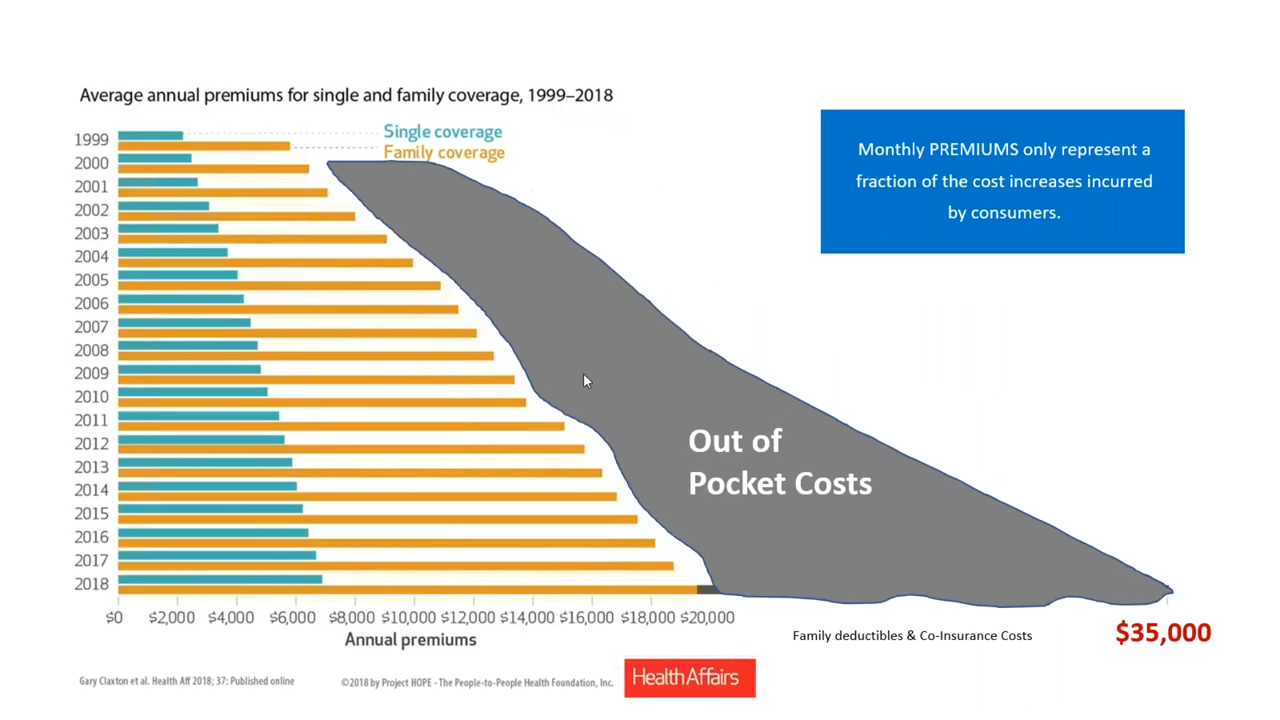 Average annual premiums for single and family coverage, 1999–2018
Monthly PREMIUMS only represent a
fraction of the cost increases incurred
by consumers.
Single coverage
Family coverage
1999
2000
2001
2002
2003
2004
2005
2006
2007
2008
2009
2010
2011
2012
2013
2014
2015
2016
2017
2018
Out of
Pocket Costs
$0 $2,000 $4,000 $6,000 $8,000 $10,000 $12,000 $14,000 $16,000 $18,000 $20,000
Annual premiums
Family deductibles & Co-Insurance Costs
$35,000
Gary Claxton et al. Health Aff 2018; 37: Published online
©2018 by Project HOPE - The People-to-People Health Foundation, Inc.
HealthAffairs